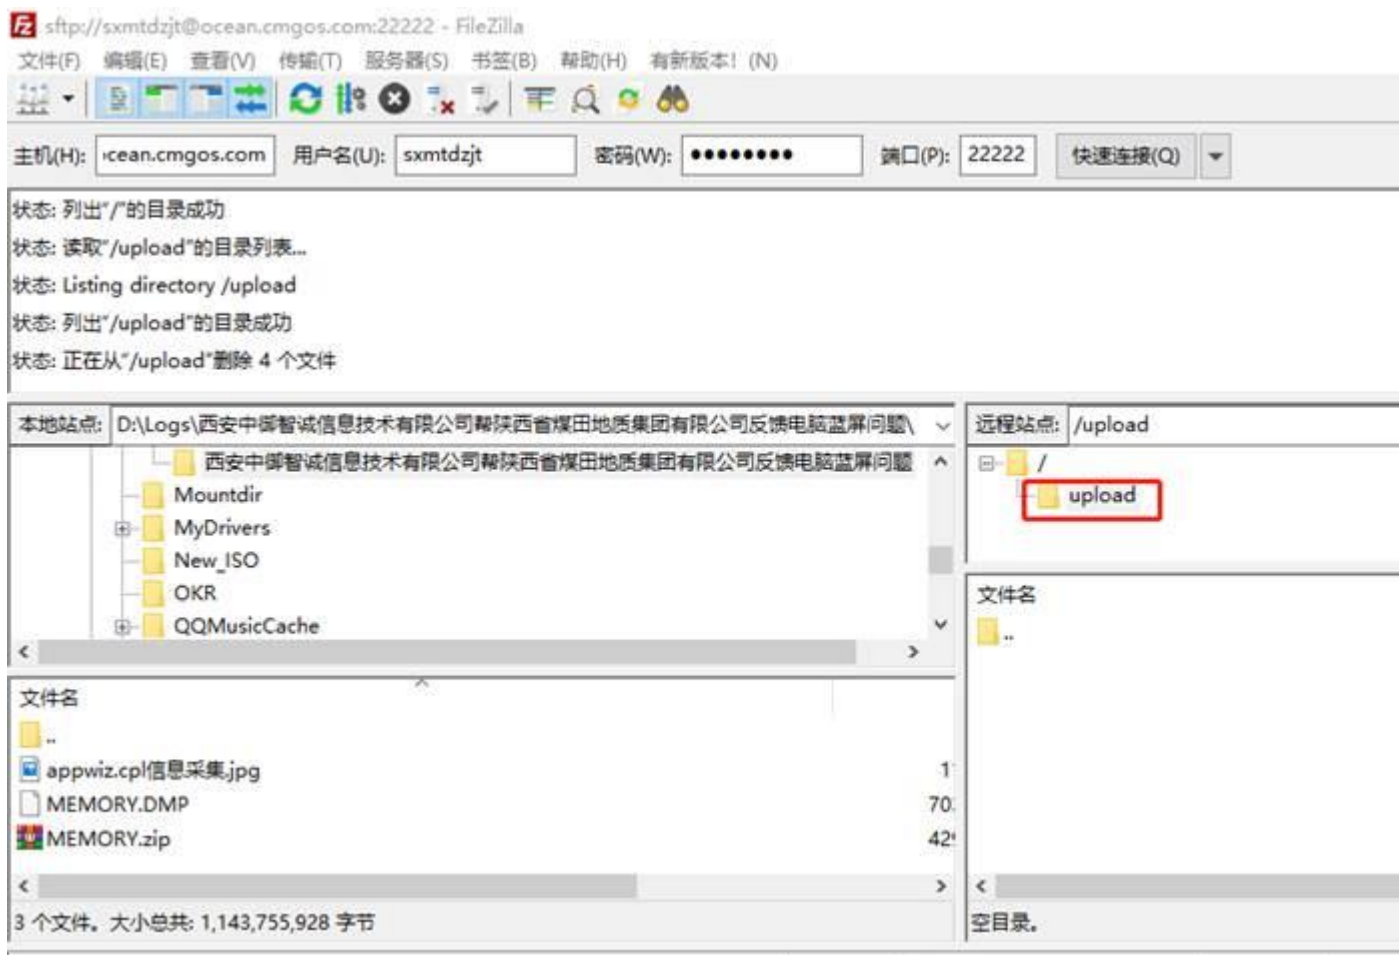 sftp://sxmtdzjt@ocean.cmgos.com:22222 - FileZilla
文件(F) 编辑(E) 查看(V) 传输(T) 服务器(S) 书签(B) 帮助(H) 有新版本! (N)
主机(H): cean.cmgos.com 用户名(U): sxmtdzjt 密码(W): ●●●●●●●● 端口(P): 22222 快速连接(Q)
状态: 列出"/"的目录成功
状态: 读取"/upload"的目录列表...
状态: Listing directory /upload
状态: 列出"/upload"的目录成功
状态: 正在从"/upload"删除 4 个文件
本地站点: D:\Logs\西安中御智诚信息技术有限公司帮陕西省煤田地质集团有限公司反馈电脑蓝屏问题\
西安中御智诚信息技术有限公司帮陕西省煤田地质集团有限公司反馈电脑蓝屏问题
Mountdir
MyDrivers
New_ISO
OKR
QQMusicCache
文件名
..
appwiz.cpl信息采集.jpg
MEMORY.DMP 70
MEMORY.zip 42
3 个文件。大小总共: 1,143,755,928 字节
远程站点: /upload
/
upload
文件名
..
空目录。